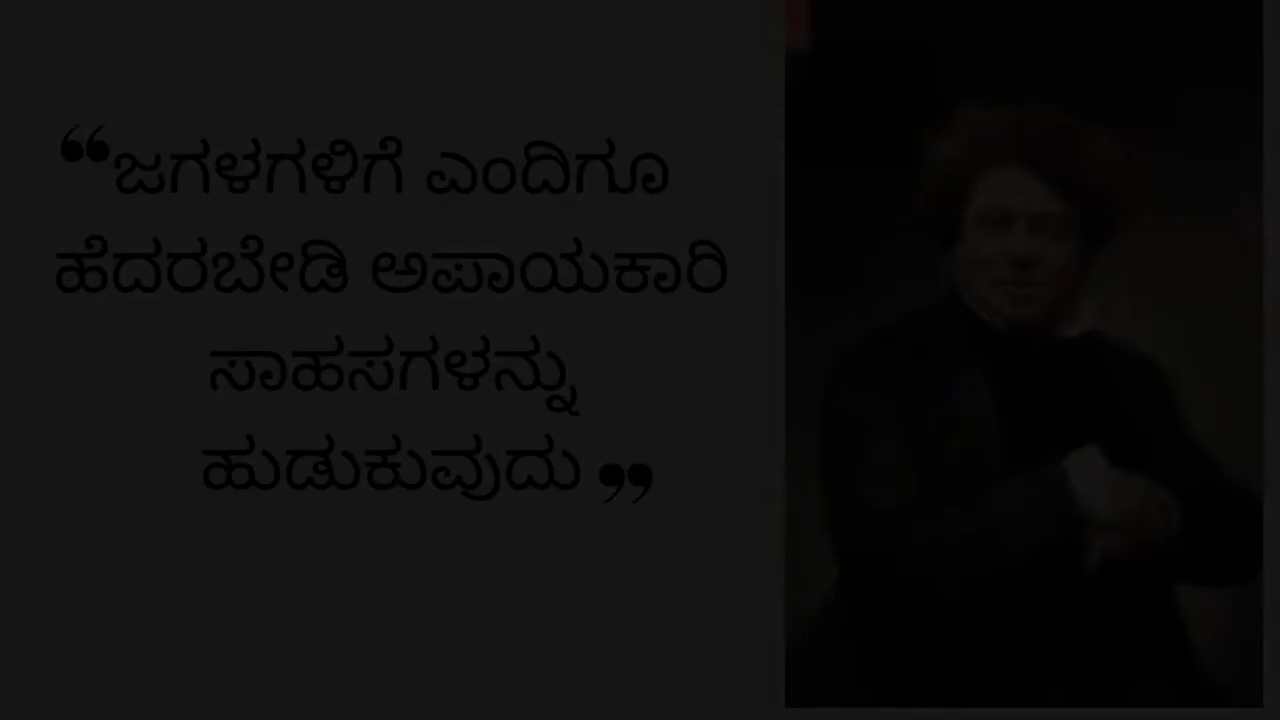 ❝ಜಗಳಗಳಿಗೆ ಎಂದಿಗೂ
ಹೆದರಬೇಡಿ ಅಪಾಯಕಾರಿ
ಸಾಹಸಗಳನ್ನು
ಹುಡುಕುವುದು❞